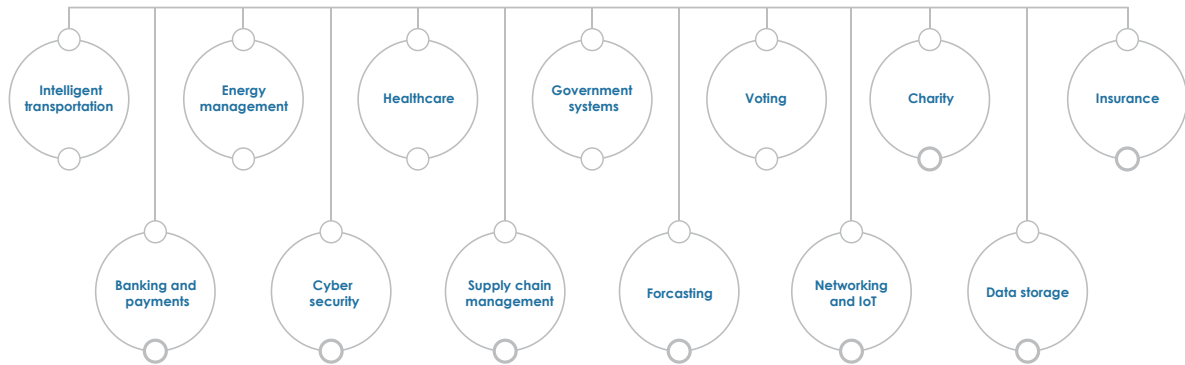 Intelligent
transportation
Energy
management
Healthcare
Government
systems
Voting
Charity
Insurance
Banking and
payments
Cyber
security
Supply chain
management
Forcasting
Networking
and IoT
Data storage